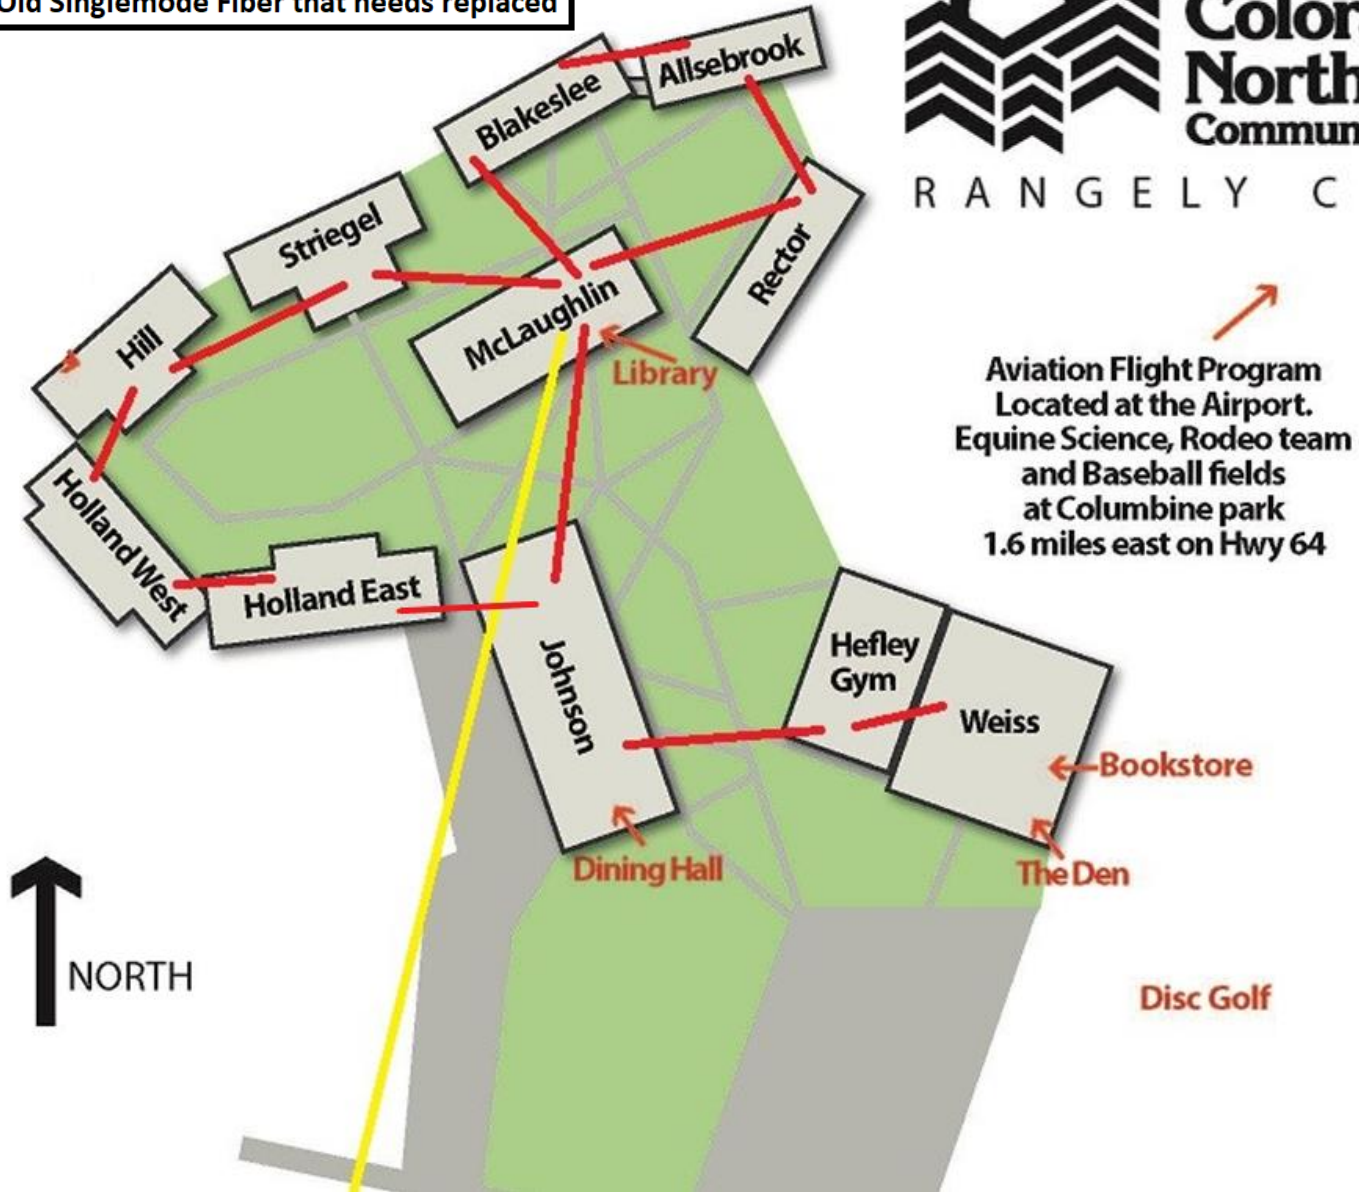 Old Singlemode Fiber that needs replaced
Color
North
Commun
RANGELY C
Blakeslee
Allsebrook
Striegel
Hill
McLaughlin
Rector
Library
Aviation Flight Program
Located at the Airport.
Equine Science, Rodeo team
and Baseball fields
at Columbine park
1.6 miles east on Hwy 64
Holland West
Holland East
Johnson
Hefley
Gym
Weiss
Bookstore
Dining Hall
The Den
NORTH
Disc Golf